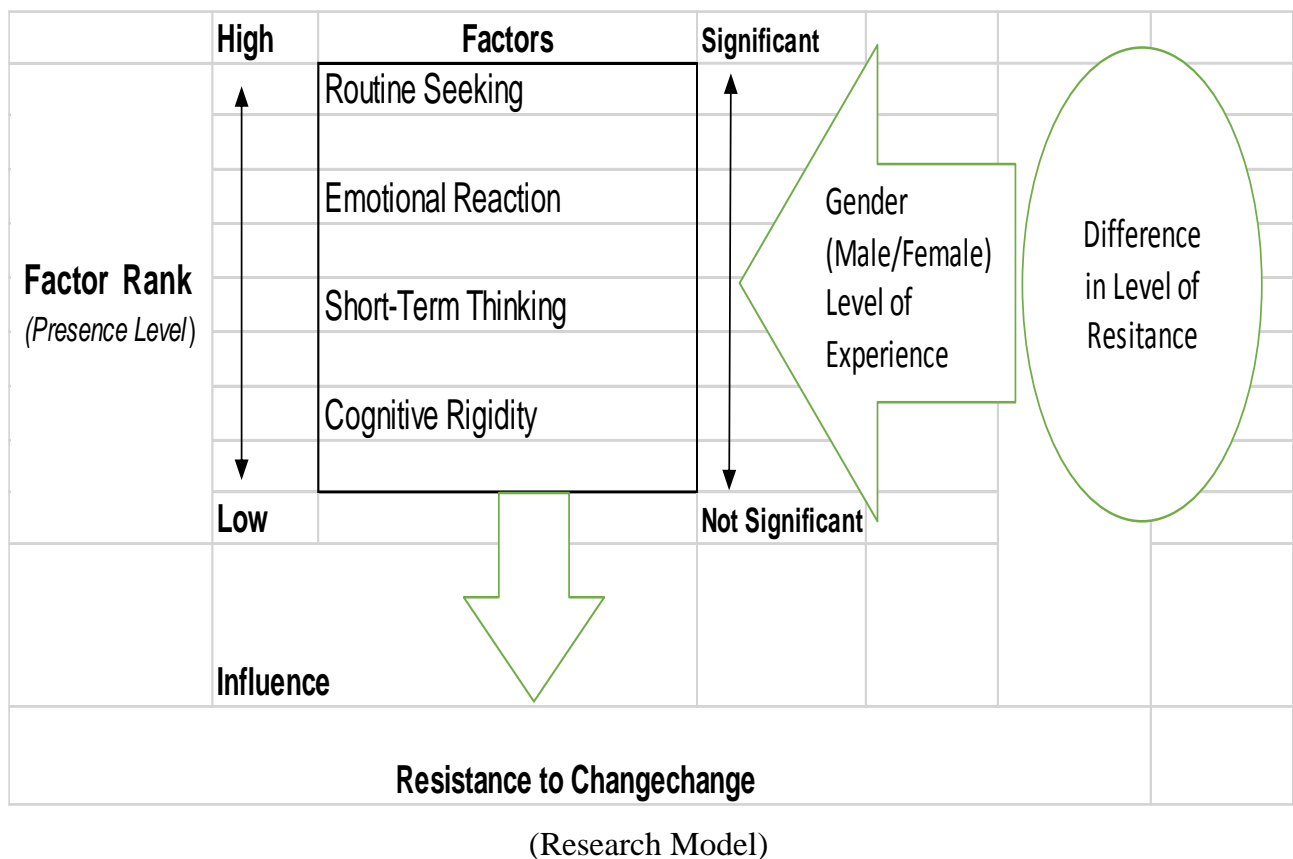 High Factors Significant
Routine Seeking
Emotional Reaction
Gender
(Male/Female)
Level of
Experience
Difference
in Level of
Resitance
Factor Rank
(Presence Level)
Short-Term Thinking
Cognitive Rigidity
Low Not Significant
Influence
Resistance to Changechange
(Research Model)